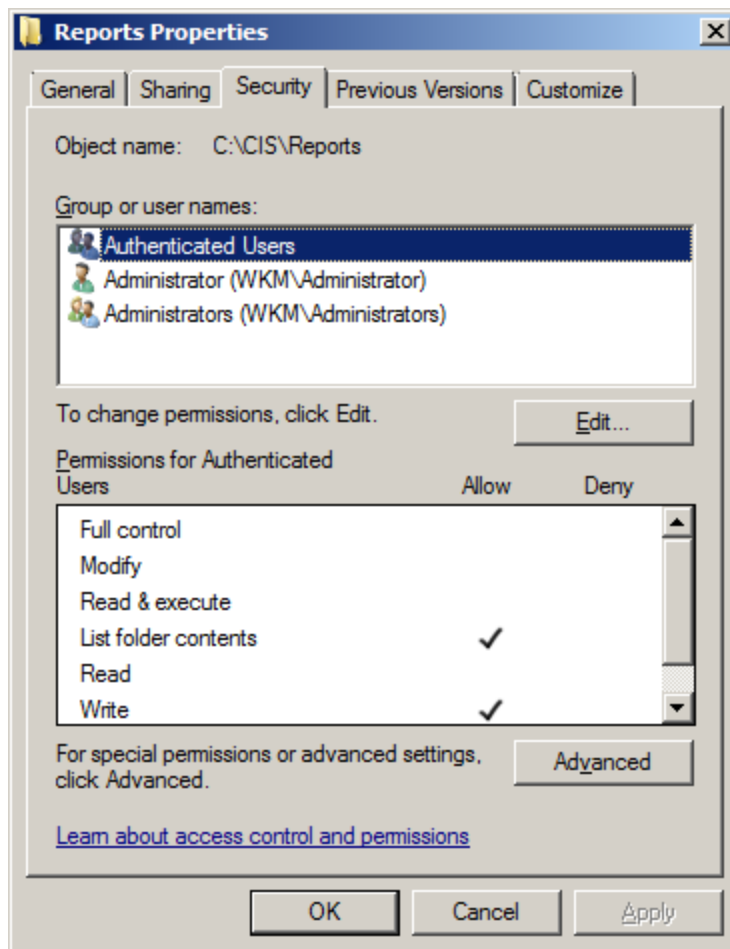 Reports Properties
General Sharing Security Previous Versions Customize
Object name: C:\CIS\Reports
Group or user names:
Authenticated Users
Administrator (WKM\Administrator)
Administrators (WKM\Administrators)
To change permissions, click Edit.
Edit...
Permissions for Authenticated
Users Allow Deny
Full control
Modify
Read & execute
List folder contents
Read
Write
For special permissions or advanced settings,
click Advanced.
Advanced
Learn about access control and permissions
OK Cancel Apply